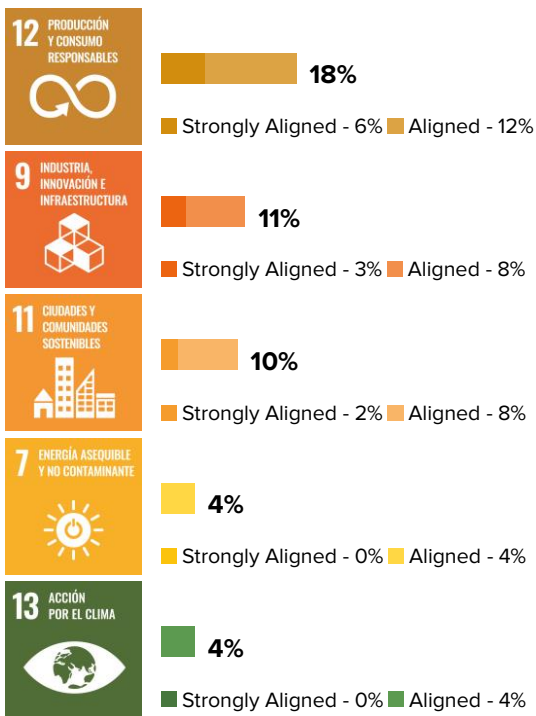 12 PRODUCCIÓN
Y CONSUMO
RESPONSABLES
18%
Strongly Aligned - 6% Aligned - 12%
9 INDUSTRIA,
INNOVACIÓN E
INFRAESTRUCTURA
11%
Strongly Aligned - 3% Aligned - 8%
11 CIUDADES Y
COMUNIDADES
SOSTENIBLES
10%
Strongly Aligned - 2% Aligned - 8%
7 ENERGÍA ASEQUIBLE
Y NO CONTAMINANTE
4%
Strongly Aligned - 0% Aligned - 4%
13 ACCIÓN
POR EL CLIMA
4%
Strongly Aligned - 0% Aligned - 4%